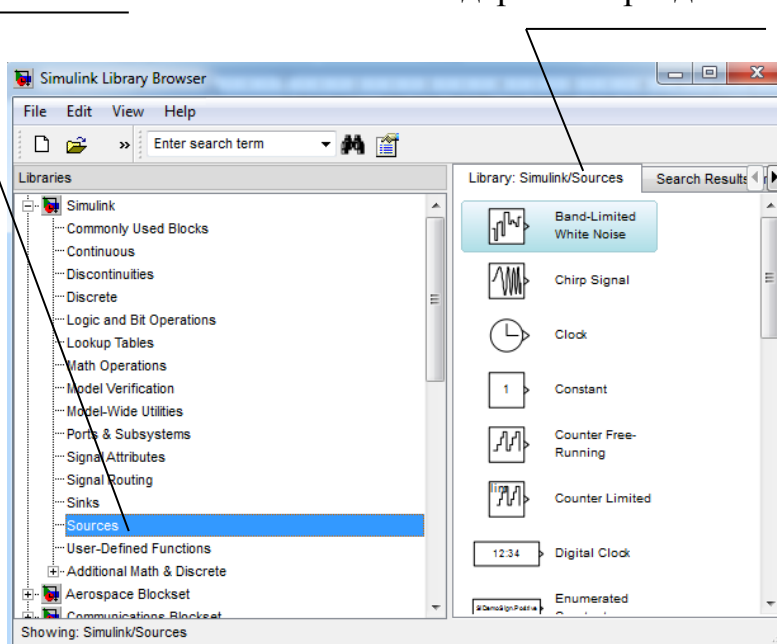 Simulink Library Browser
File Edit View Help
» Enter search term
Libraries
Simulink
Commonly Used Blocks
Continuous
Discontinuities
Discrete
Logic and Bit Operations
Lookup Tables
Math Operations
Model Verification
Model-Wide Utilities
Ports & Subsystems
Signal Attributes
Signal Routing
Sinks
Sources
User-Defined Functions
Additional Math & Discrete
Aerospace Blockset
Communications Blockset
Library: Simulink/Sources Search Results
Band-Limited
White Noise
Chirp Signal
Clock
1 Constant
Counter Free-
Running
lim Counter Limited
12:34 Digital Clock
Enumerated
Showing: Simulink/Sources